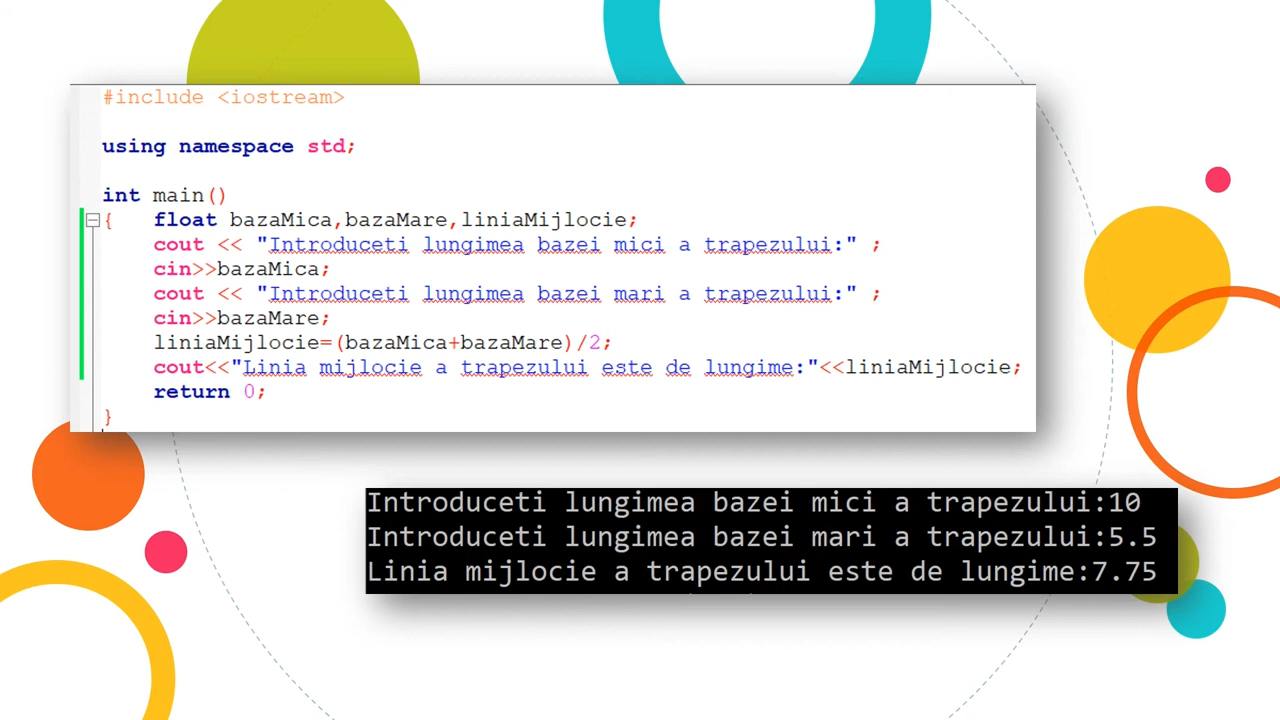 #include <iostream>
using namespace std;
int main()
{ float bazaMica,bazaMare,liniaMijlocie;
cout << "Introduceti lungimea bazei mici a trapezului:" ;
cin>>bazaMica;
cout << "Introduceti lungimea bazei mari a trapezului:" ;
cin>>bazaMare;
liniaMijlocie=(bazaMica+bazaMare)/2;
cout<<"Linia mijlocie a trapezului este de lungime:"<<liniaMijlocie;
return 0;
}
Introduceti lungimea bazei mici a trapezului:10
Introduceti lungimea bazei mari a trapezului:5.5
Linia mijlocie a trapezului este de lungime:7.75